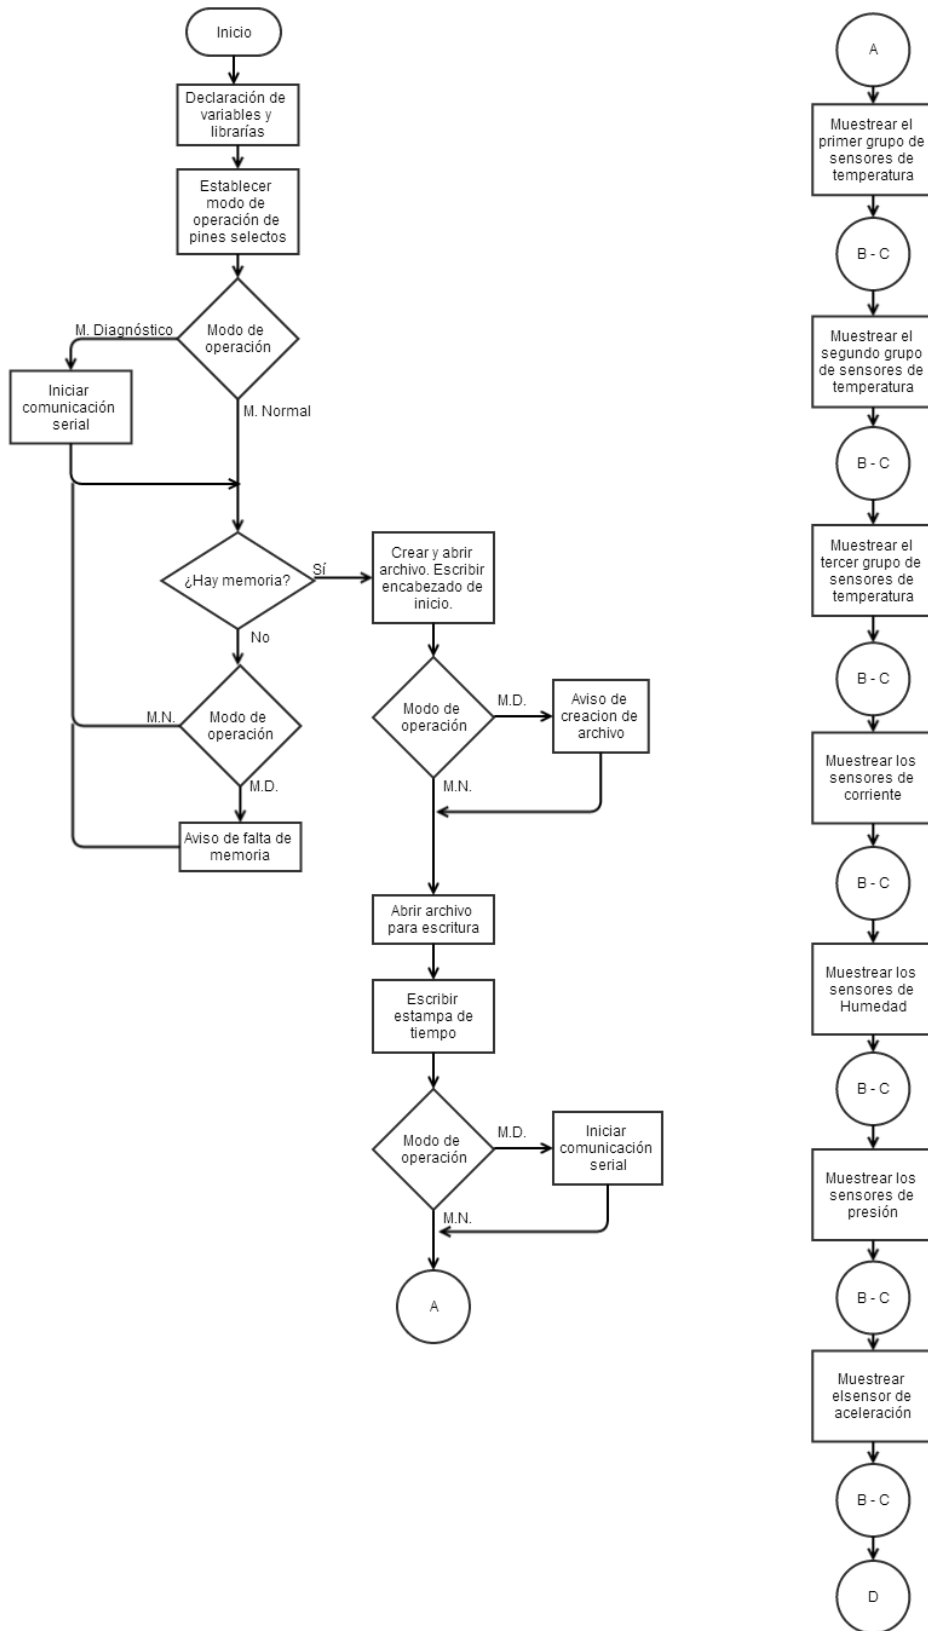 Inicio
Declaración de
variables y
librarías
Establecer
modo de
operación de
pines selectos
Modo de
operación
M. Diagnóstico
Iniciar
comunicación
serial
M. Normal
¿Hay memoria?
Sí
No
Crear y abrir
archivo. Escribir
encabezado de
inicio.
Modo de
operación
M.N.
M.D.
Aviso de falta de
memoria
Modo de
operación
M.D.
Aviso de
creacion de
archivo
M.N.
Abrir archivo
para escritura
Escribir
estampa de
tiempo
Modo de
operación
M.D.
Iniciar
comunicación
serial
M.N.
A
A
Muestrear el
primer grupo de
sensores de
temperatura
B - C
Muestrear el
segundo grupo
de sensores de
temperatura
B - C
Muestrear el
tercer grupo de
sensores de
temperatura
B - C
Muestrear los
sensores de
corriente
B - C
Muestrear los
sensores de
Humedad
B - C
Muestrear los
sensores de
presión
B - C
Muestrear
elsensor de
aceleración
B - C
D